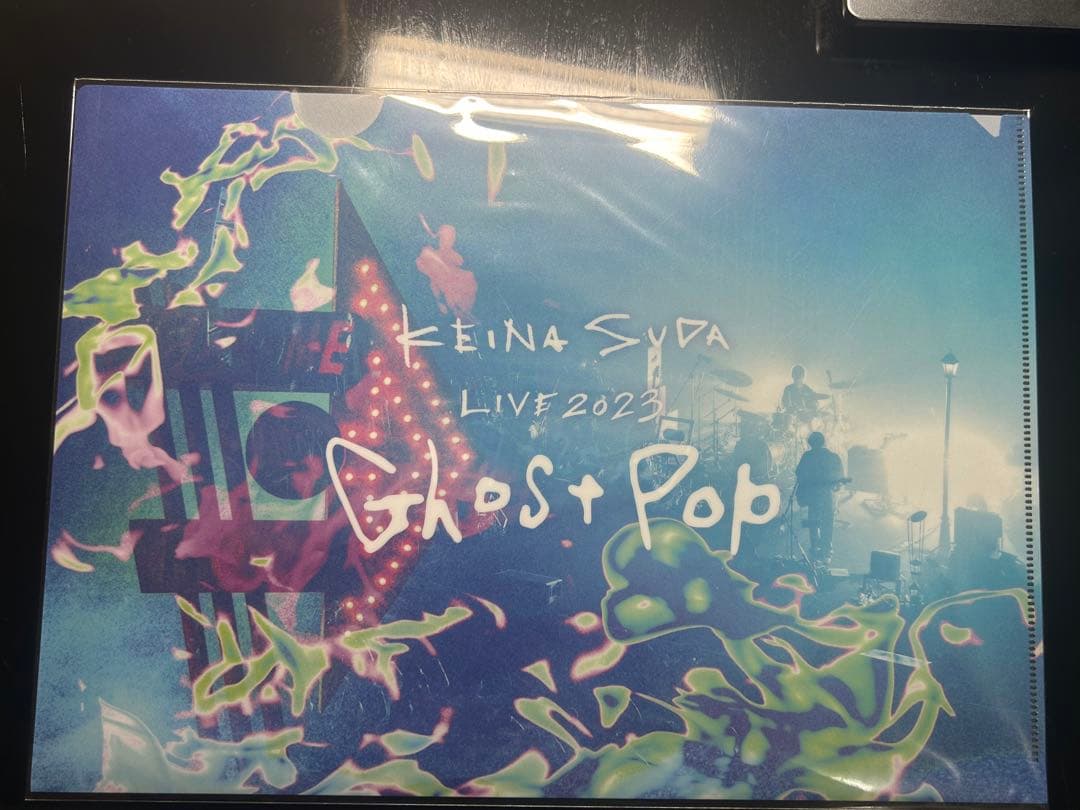 KEINA SUDA
LIVE 2023
Ghost Pop